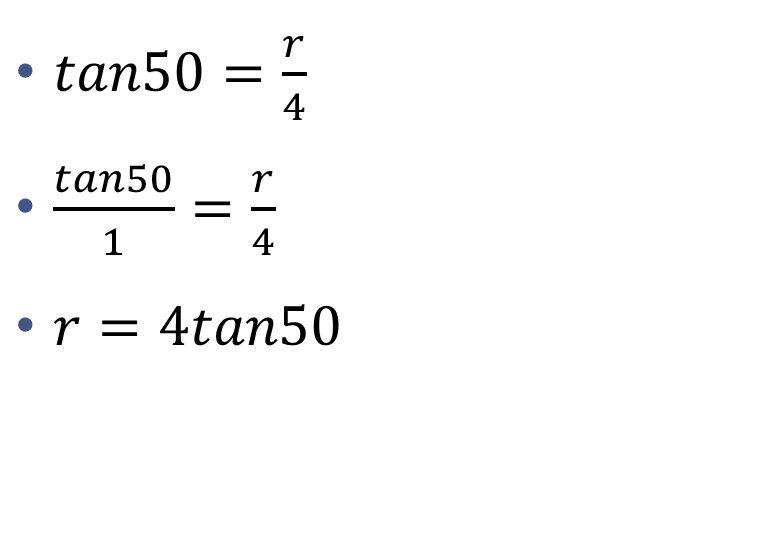 • tan50 = r/4
• tan50/1 = r/4
• r = 4tan50